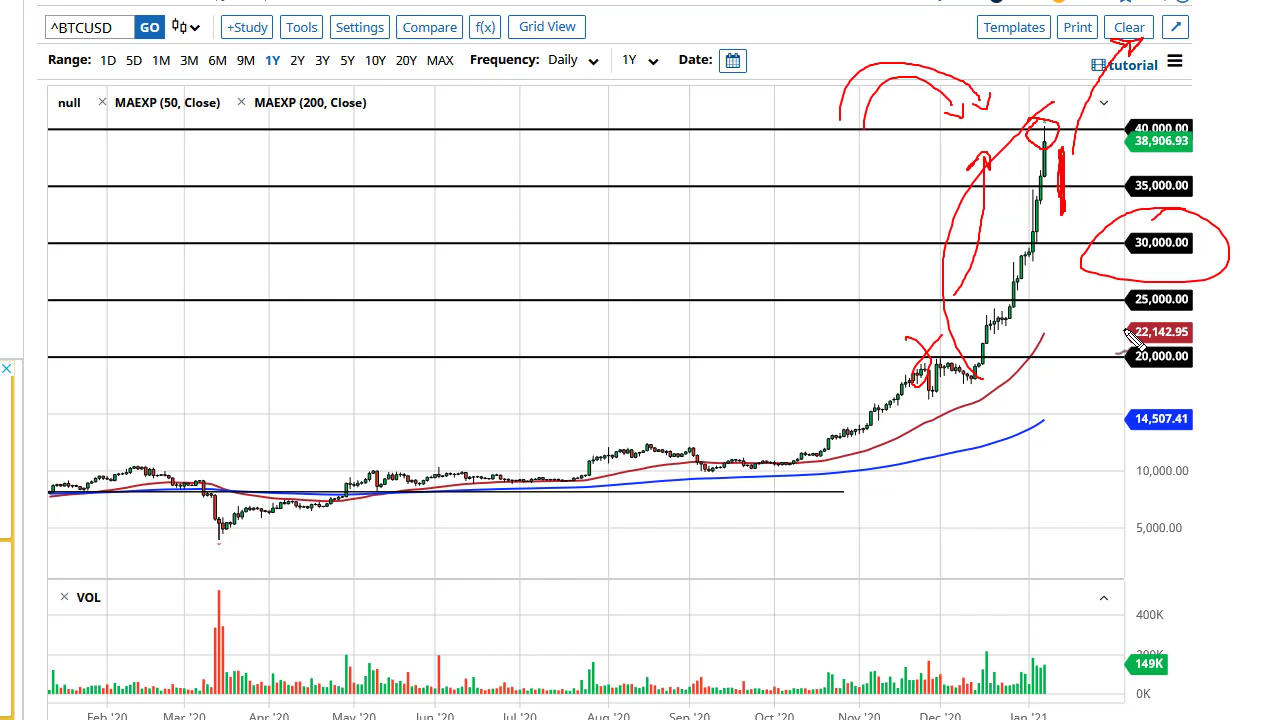 ^BTCUSD GO +Study Tools Settings Compare f(x) Grid View Templates Print Clear
Range: 1D 5D 1M 3M 6M 9M 1Y 2Y 3Y 5Y 10Y 20Y MAX Frequency: Daily 1Y Date: tutorial
null MAEXP (50, Close) MAEXP (200, Close)
40,000.00
38,906.93
35,000.00
30,000.00
25,000.00
22,142.95
20,000.00
14,507.41
10,000.00
5,000.00
VOL
400K
200K
149K
0K
Feb '20 Mar '20 Apr '20 May '20 Jun '20 Jul '20 Aug '20 Sep '20 Oct '20 Nov '20 Dec '20 Jan '21